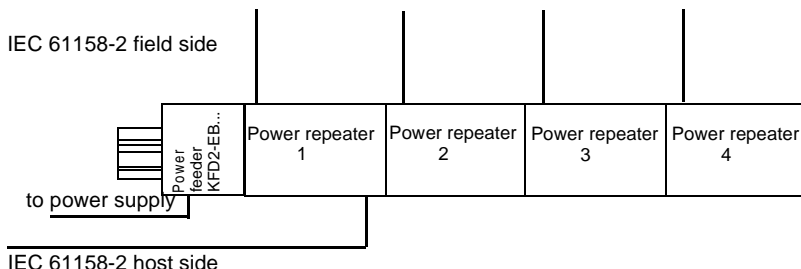 IEC 61158-2 field side
Power
feeder
KFD2-EB...
Power repeater
1
Power repeater
2
Power repeater
3
Power repeater
4
to power supply
IEC 61158-2 host side